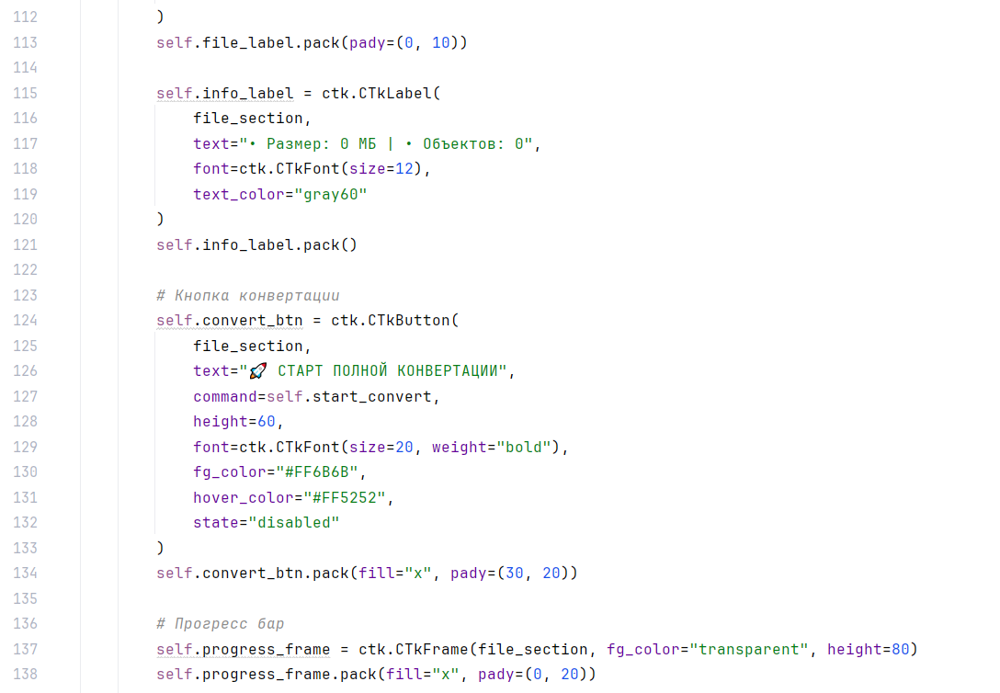 112 )
113 self.file_label.pack(pady=(0, 10))
114
115 self.info_label = ctk.CTkLabel(
116 file_section,
117 text="• Размер: 0 МБ | • Объектов: 0",
118 font=ctk.CTkFont(size=12),
119 text_color="gray60"
120 )
121 self.info_label.pack()
122
123 # Кнопка конвертации
124 self.convert_btn = ctk.CTkButton(
125 file_section,
126 text="🚀 СТАРТ ПОЛНОЙ КОНВЕРТАЦИИ",
127 command=self.start_convert,
128 height=60,
129 font=ctk.CTkFont(size=20, weight="bold"),
130 fg_color="#FF6B6B",
131 hover_color="#FF5252",
132 state="disabled"
133 )
134 self.convert_btn.pack(fill="x", pady=(30, 20))
135
136 # Прогресс бар
137 self.progress_frame = ctk.CTkFrame(file_section, fg_color="transparent", height=80)
138 self.progress_frame.pack(fill="x", pady=(0, 20))